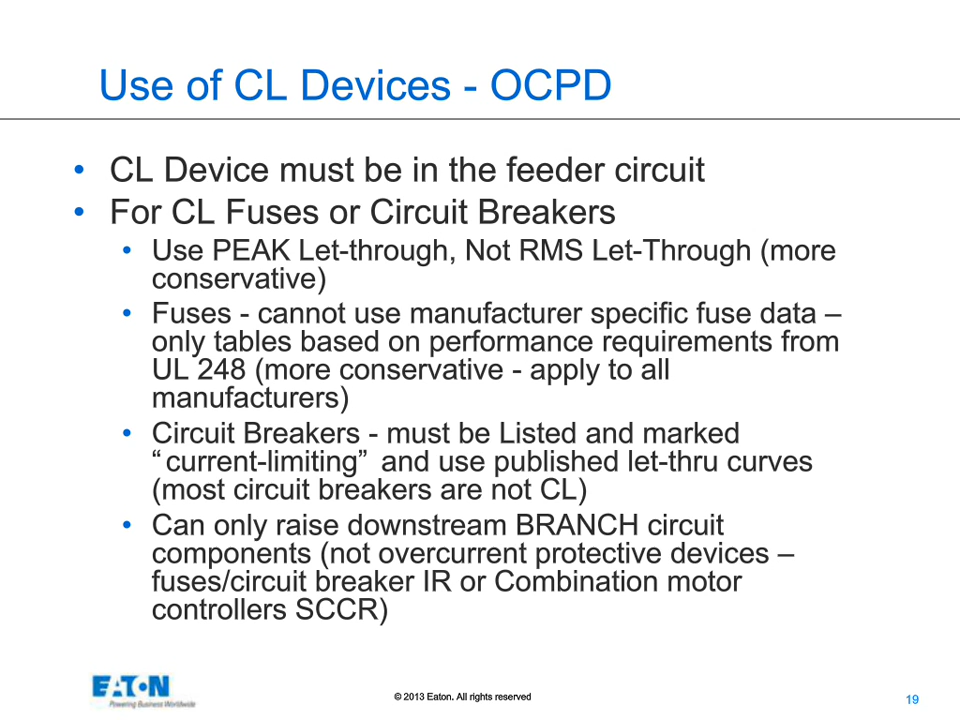 Use of CL Devices - OCPD
• CL Device must be in the feeder circuit
• For CL Fuses or Circuit Breakers
• Use PEAK Let-through, Not RMS Let-Through (more
conservative)
• Fuses - cannot use manufacturer specific fuse data –
only tables based on performance requirements from
UL 248 (more conservative - apply to all
manufacturers)
• Circuit Breakers - must be Listed and marked
“current-limiting” and use published let-thru curves
(most circuit breakers are not CL)
• Can only raise downstream BRANCH circuit
components (not overcurrent protective devices –
fuses/circuit breaker IR or Combination motor
controllers SCCR)
EATON
Powering Business Worldwide
© 2013 Eaton. All rights reserved
19